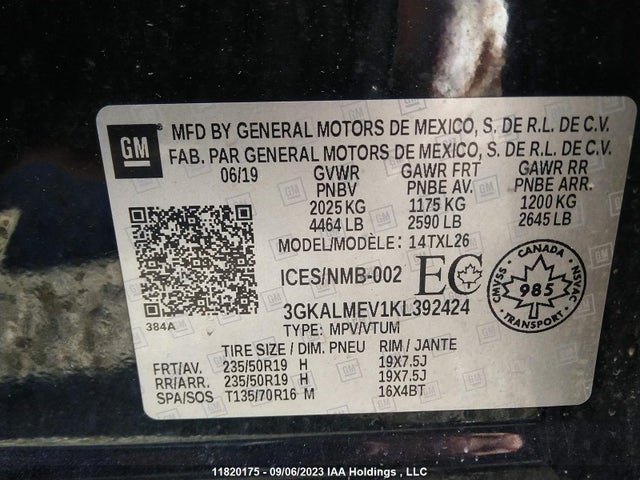 GM
MFD BY GENERAL MOTORS DE MEXICO, S. DE R.L. DE C.V.
FAB. PAR GENERAL MOTORS DE MEXICO, S. DE R.L. DE C.V.
06/19 GVWR GAWR FRT GAWR RR
PNBV PNBE AV. PNBE ARR.
2025 KG 1175 KG 1200 KG
4464 LB 2590 LB 2645 LB
MODEL/MODÈLE: 14TXL26
ICES/NMB-002 EC
CANADA
CMVSS 985 NSVAC
TRANSPORT
3GKALMEV1KL392424
384A
TYPE: MPV/VTUM
TIRE SIZE / DIM. PNEU RIM / JANTE
FRT/AV. 235/50R19 H 19X7.5J
RR/ARR. 235/50R19 H 19X7.5J
SPA/SOS T135/70R16 M 16X4BT
11820175 - 09/06/2023 IAA Holdings , LLC